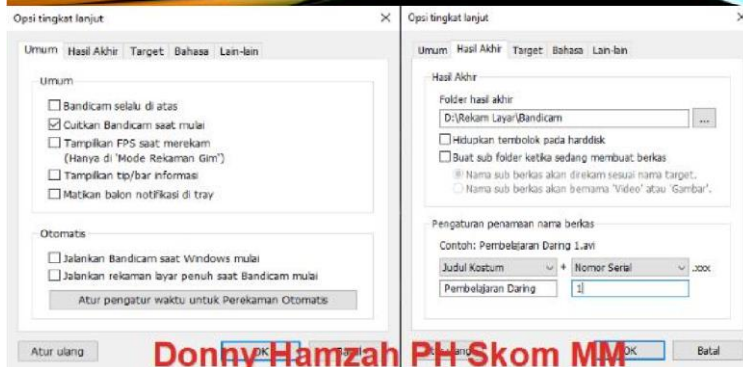 Opsi tingkat lanjut
Umum Hasil Akhir Target Bahasa Lain-lain
Umum
Bandicam selalu di atas
Cuitkan Bandicam saat mulai
Tampilkan FPS saat merekam
(Hanya di 'Mode Rekaman Gim')
Tampilkan tip/bar informasi
Matikan balon notifikasi di tray
Otomatis
Jalankan Bandicam saat Windows mulai
Jalankan rekaman layar penuh saat Bandicam mulai
Atur pengatur waktu untuk Perekaman Otomatis
Atur ulang
Opsi tingkat lanjut
Umum Hasil Akhir Target Bahasa Lain-lain
Hasil Akhir
Folder hasil akhir
D:\Rekam Layar\Bandicam ...
Hidupkan tembolok pada harddisk
Buat sub folder ketika sedang membuat berkas
Nama sub berkas akan direkam sesuai nama target.
Nama sub berkas akan bernama 'Video' atau 'Gambar'.
Pengaturan penamaan nama berkas
Contoh: Pembelajaran Daring 1.avi
Judul Kostum + Nomor Serial .xxx
Pembelajaran Daring 1
OK Batal
Donny Hamzah PH Skom MM